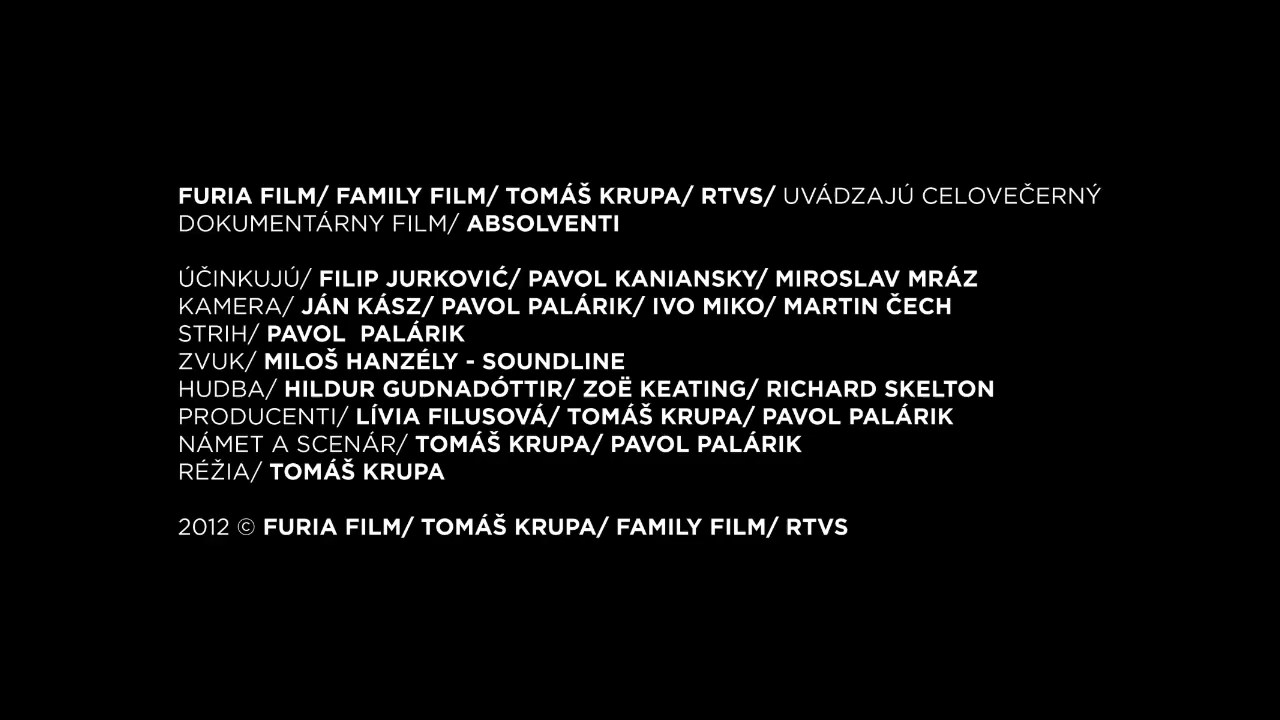 FURIA FILM/ FAMILY FILM/ TOMÁŠ KRUPA/ RTVS/ UVÁDZAJÚ CELOVEČERNÝ
DOKUMENTÁRNY FILM/ ABSOLVENTI
ÚČINKUJÚ/ FILIP JURKOVIĆ/ PAVOL KANIANSKY/ MIROSLAV MRÁZ
KAMERA/ JÁN KÁSZ/ PAVOL PALÁRIK/ IVO MIKO/ MARTIN ČECH
STRIH/ PAVOL  PALÁRIK
ZVUK/ MILOŠ HANZÉLY - SOUNDLINE
HUDBA/ HILDUR GUDNADÓTTIR/ ZOË KEATING/ RICHARD SKELTON
PRODUCENTI/ LÍVIA FILUSOVÁ/ TOMÁŠ KRUPA/ PAVOL PALÁRIK
NÁMET A SCENÁR/ TOMÁŠ KRUPA/ PAVOL PALÁRIK
RÉŽIA/ TOMÁŠ KRUPA
2012 © FURIA FILM/ TOMÁŠ KRUPA/ FAMILY FILM/ RTVS